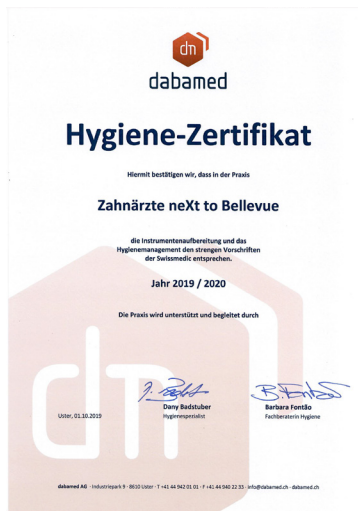 dm
dabamed
Hygiene-Zertifikat
Hiermit bestätigen wir, dass in der Praxis
Zahnärzte neXt to Bellevue
die Instrumentenaufbereitung und das
Hygienemanagement den strengen Vorschriften
der Swissmedic entsprechen.
Jahr 2019 / 2020
Die Praxis wird unterstützt und begleitet durch
Dany Badstuber
Barbara Fontão
Uster, 01.10.2019
Hygienespezialist
Fachberaterin Hygiene
dabamed AG · Industriepark 9 · 8610 Uster · T +41 44 942 01 01 · F +41 44 940 22 33 · info@dabamed.ch · dabamed.ch